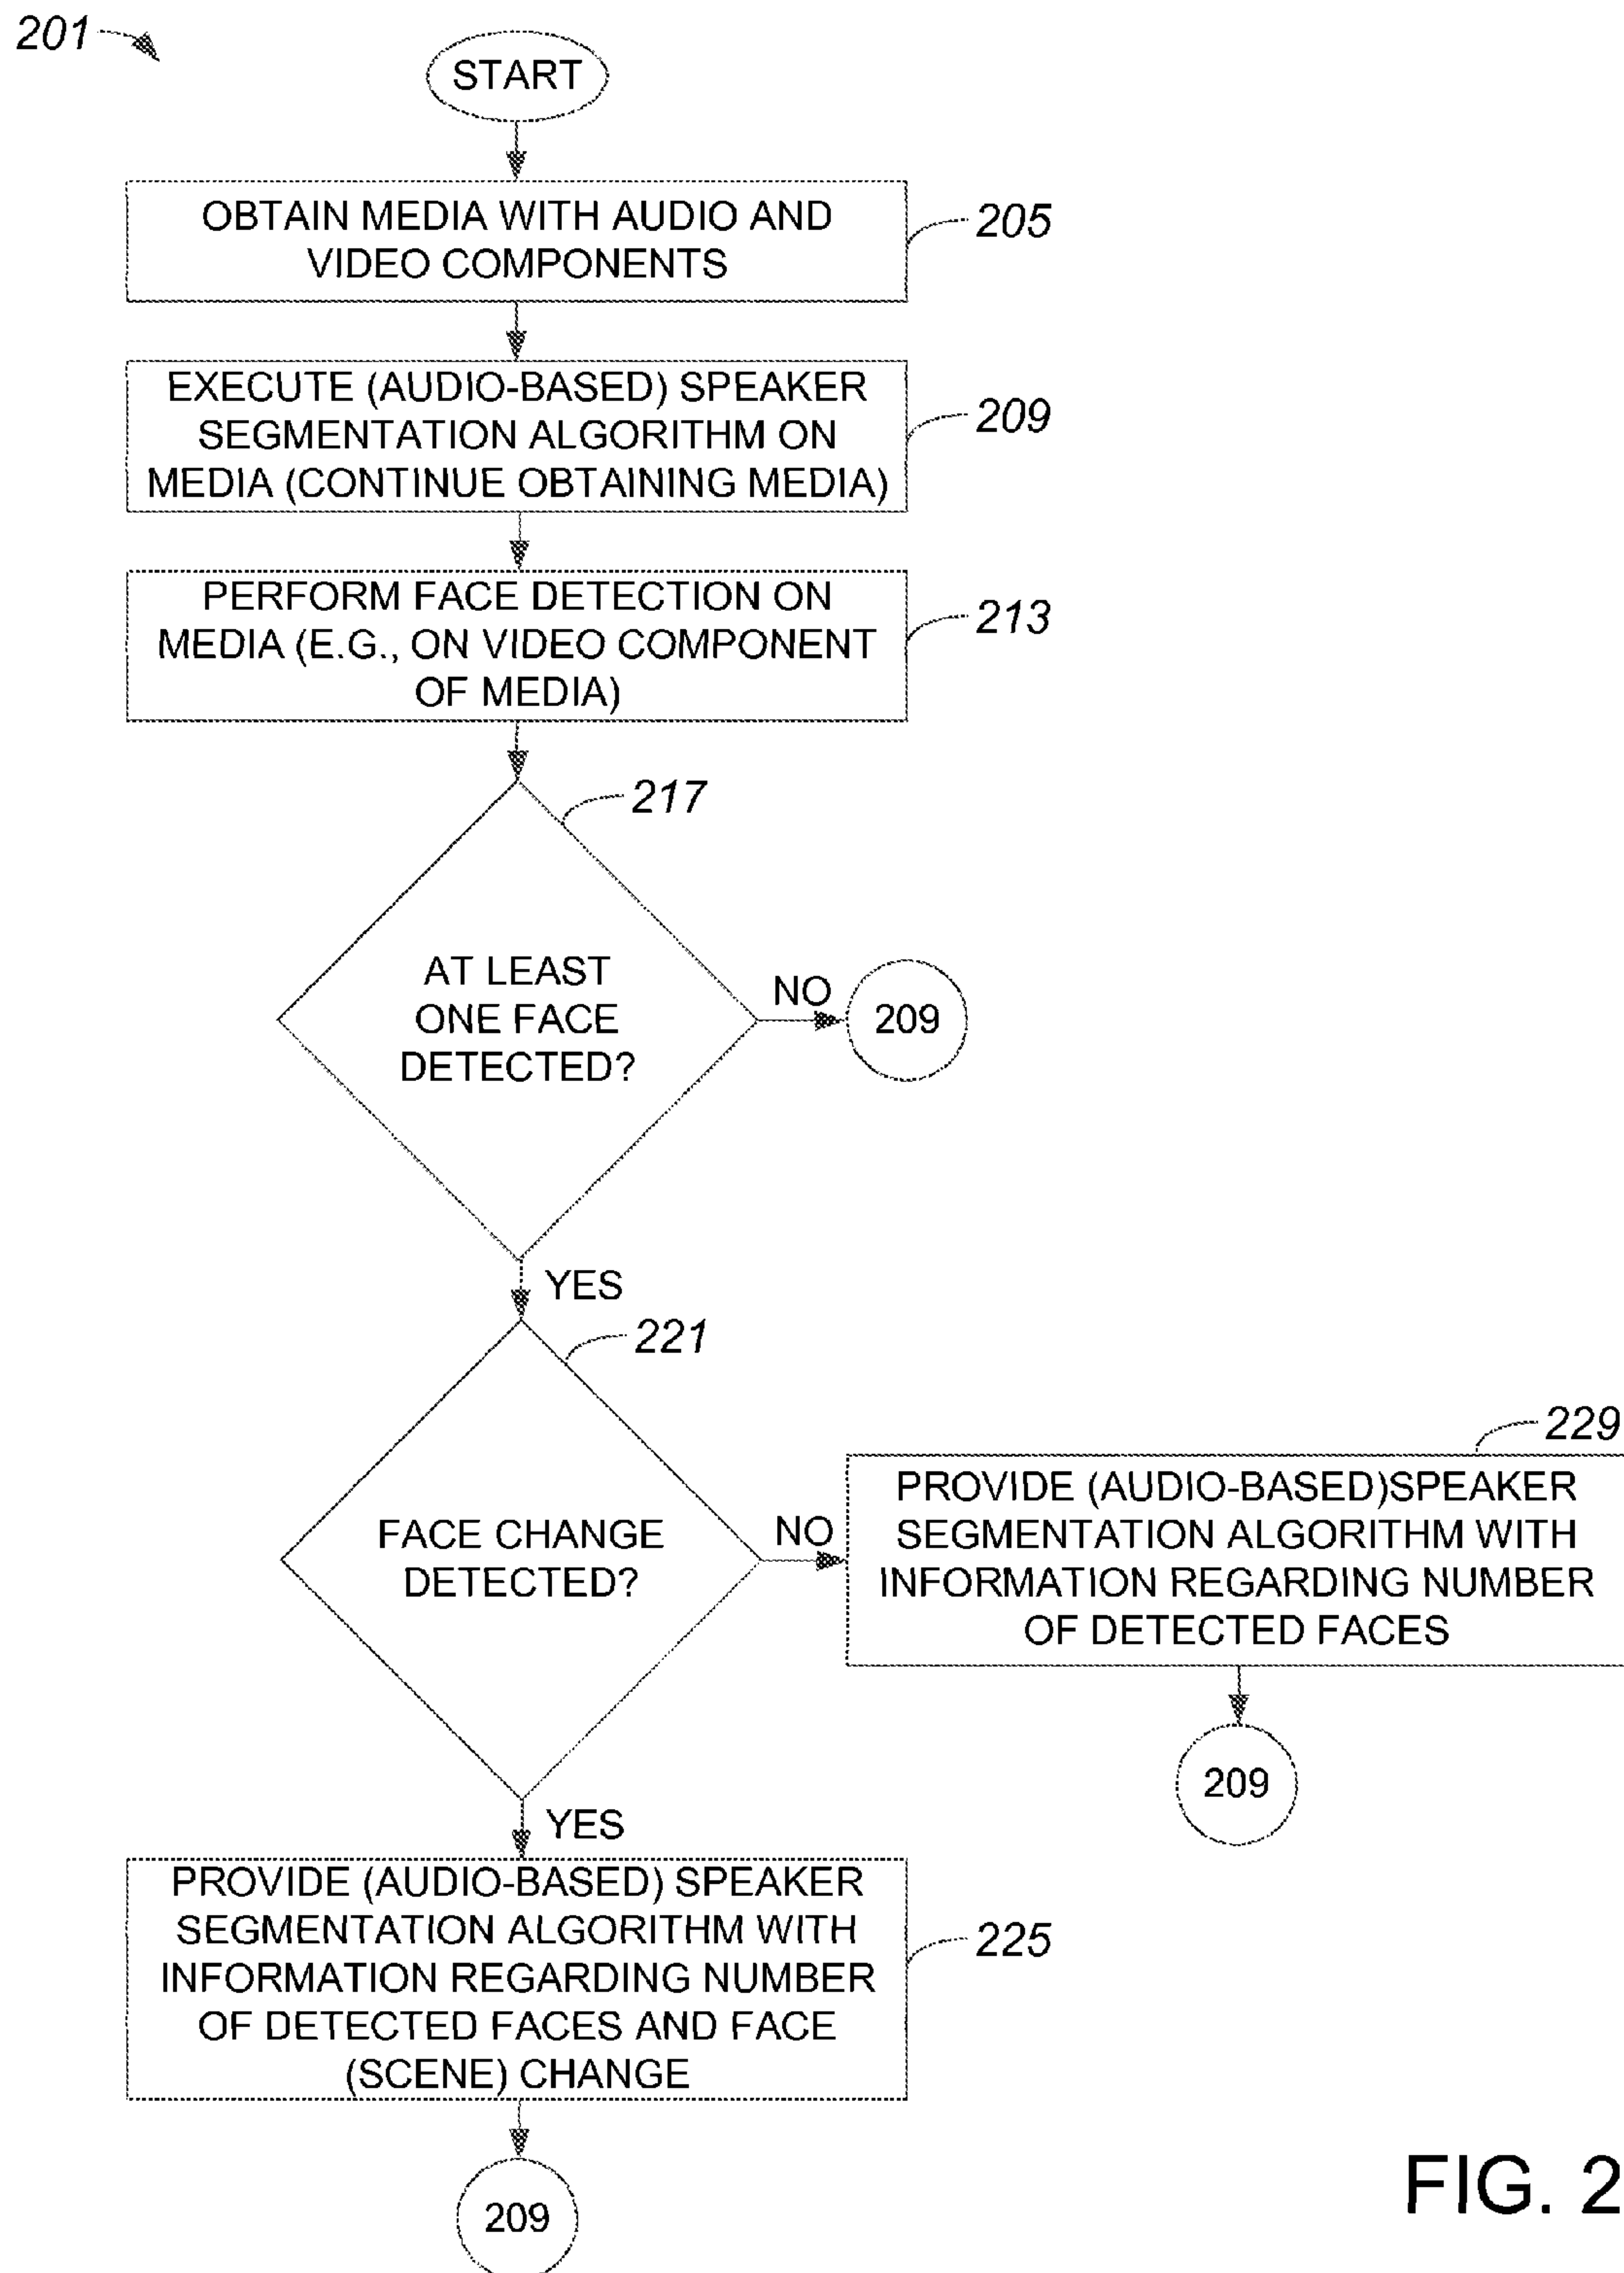 201
START
OBTAIN MEDIA WITH AUDIO AND
VIDEO COMPONENTS
205
EXECUTE (AUDIO-BASED) SPEAKER
SEGMENTATION ALGORITHM ON
MEDIA (CONTINUE OBTAINING MEDIA)
209
PERFORM FACE DETECTION ON
MEDIA (E.G., ON VIDEO COMPONENT
OF MEDIA)
213
217
AT LEAST
ONE FACE
DETECTED?
NO
209
YES
221
FACE CHANGE
DETECTED?
NO
229
PROVIDE (AUDIO-BASED)SPEAKER
SEGMENTATION ALGORITHM WITH
INFORMATION REGARDING NUMBER
OF DETECTED FACES
209
YES
PROVIDE (AUDIO-BASED) SPEAKER
SEGMENTATION ALGORITHM WITH
INFORMATION REGARDING NUMBER
OF DETECTED FACES AND FACE
(SCENE) CHANGE
225
209
FIG. 2